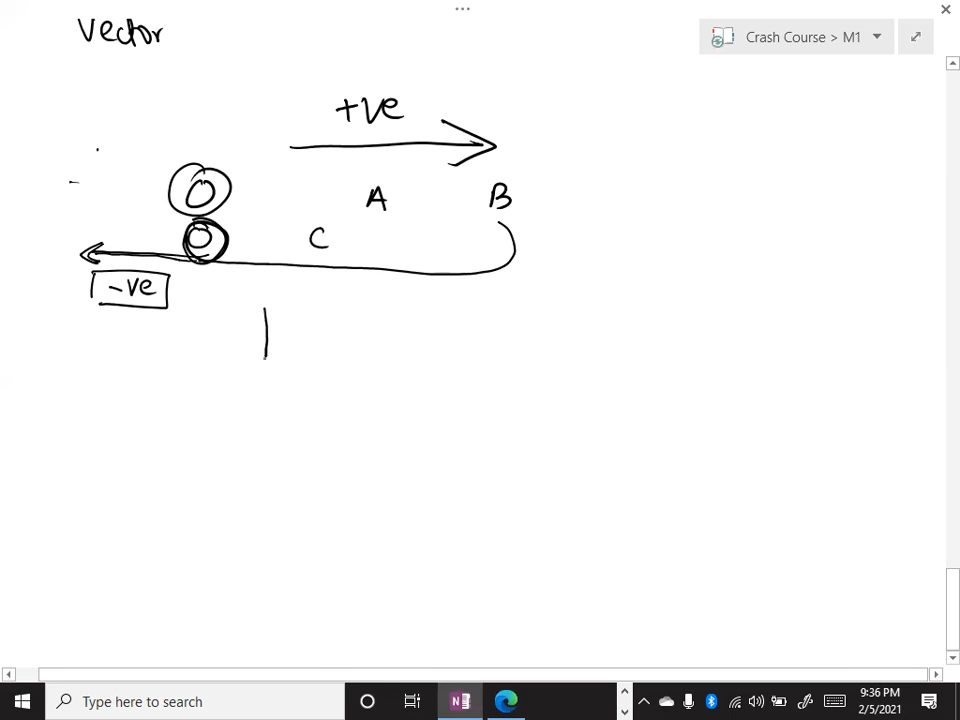 Vector
Crash Course > M1
+ve
O
A
B
O
C
-ve
Type here to search
9:36 PM
2/5/2021